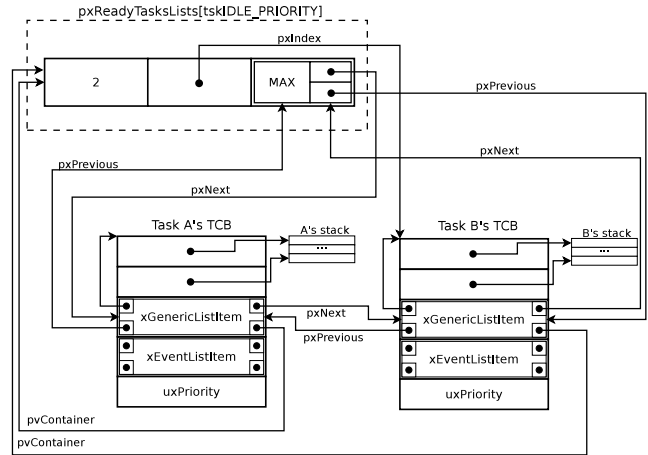 pxReadyTasksLists[tskIDLE_PRIORITY]
pxIndex
2
MAX
pxPrevious
pxPrevious
pxNext
pxNext
Task A's TCB
A's stack
...
Task B's TCB
B's stack
...
xGenericListItem
pxNext
xGenericListItem
pxPrevious
xEventListItem
xEventListItem
uxPriority
uxPriority
pvContainer
pvContainer